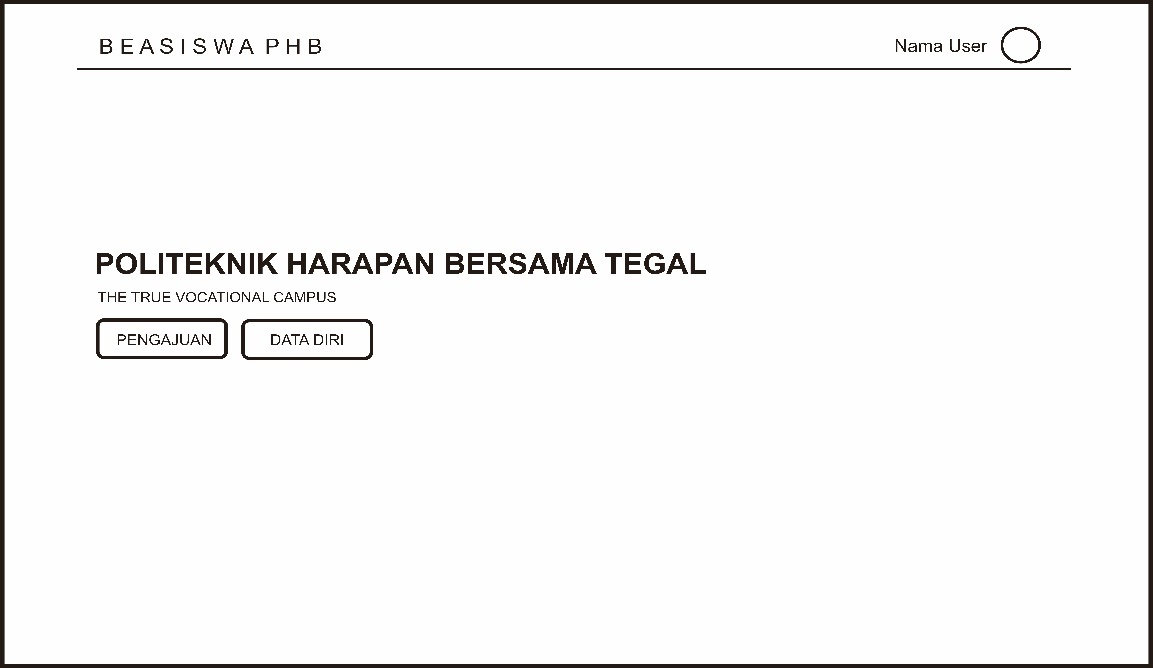 BEASISWA PHB
Nama User
POLITEKNIK HARAPAN BERSAMA TEGAL
THE TRUE VOCATIONAL CAMPUS
PENGAJUAN
DATA DIRI